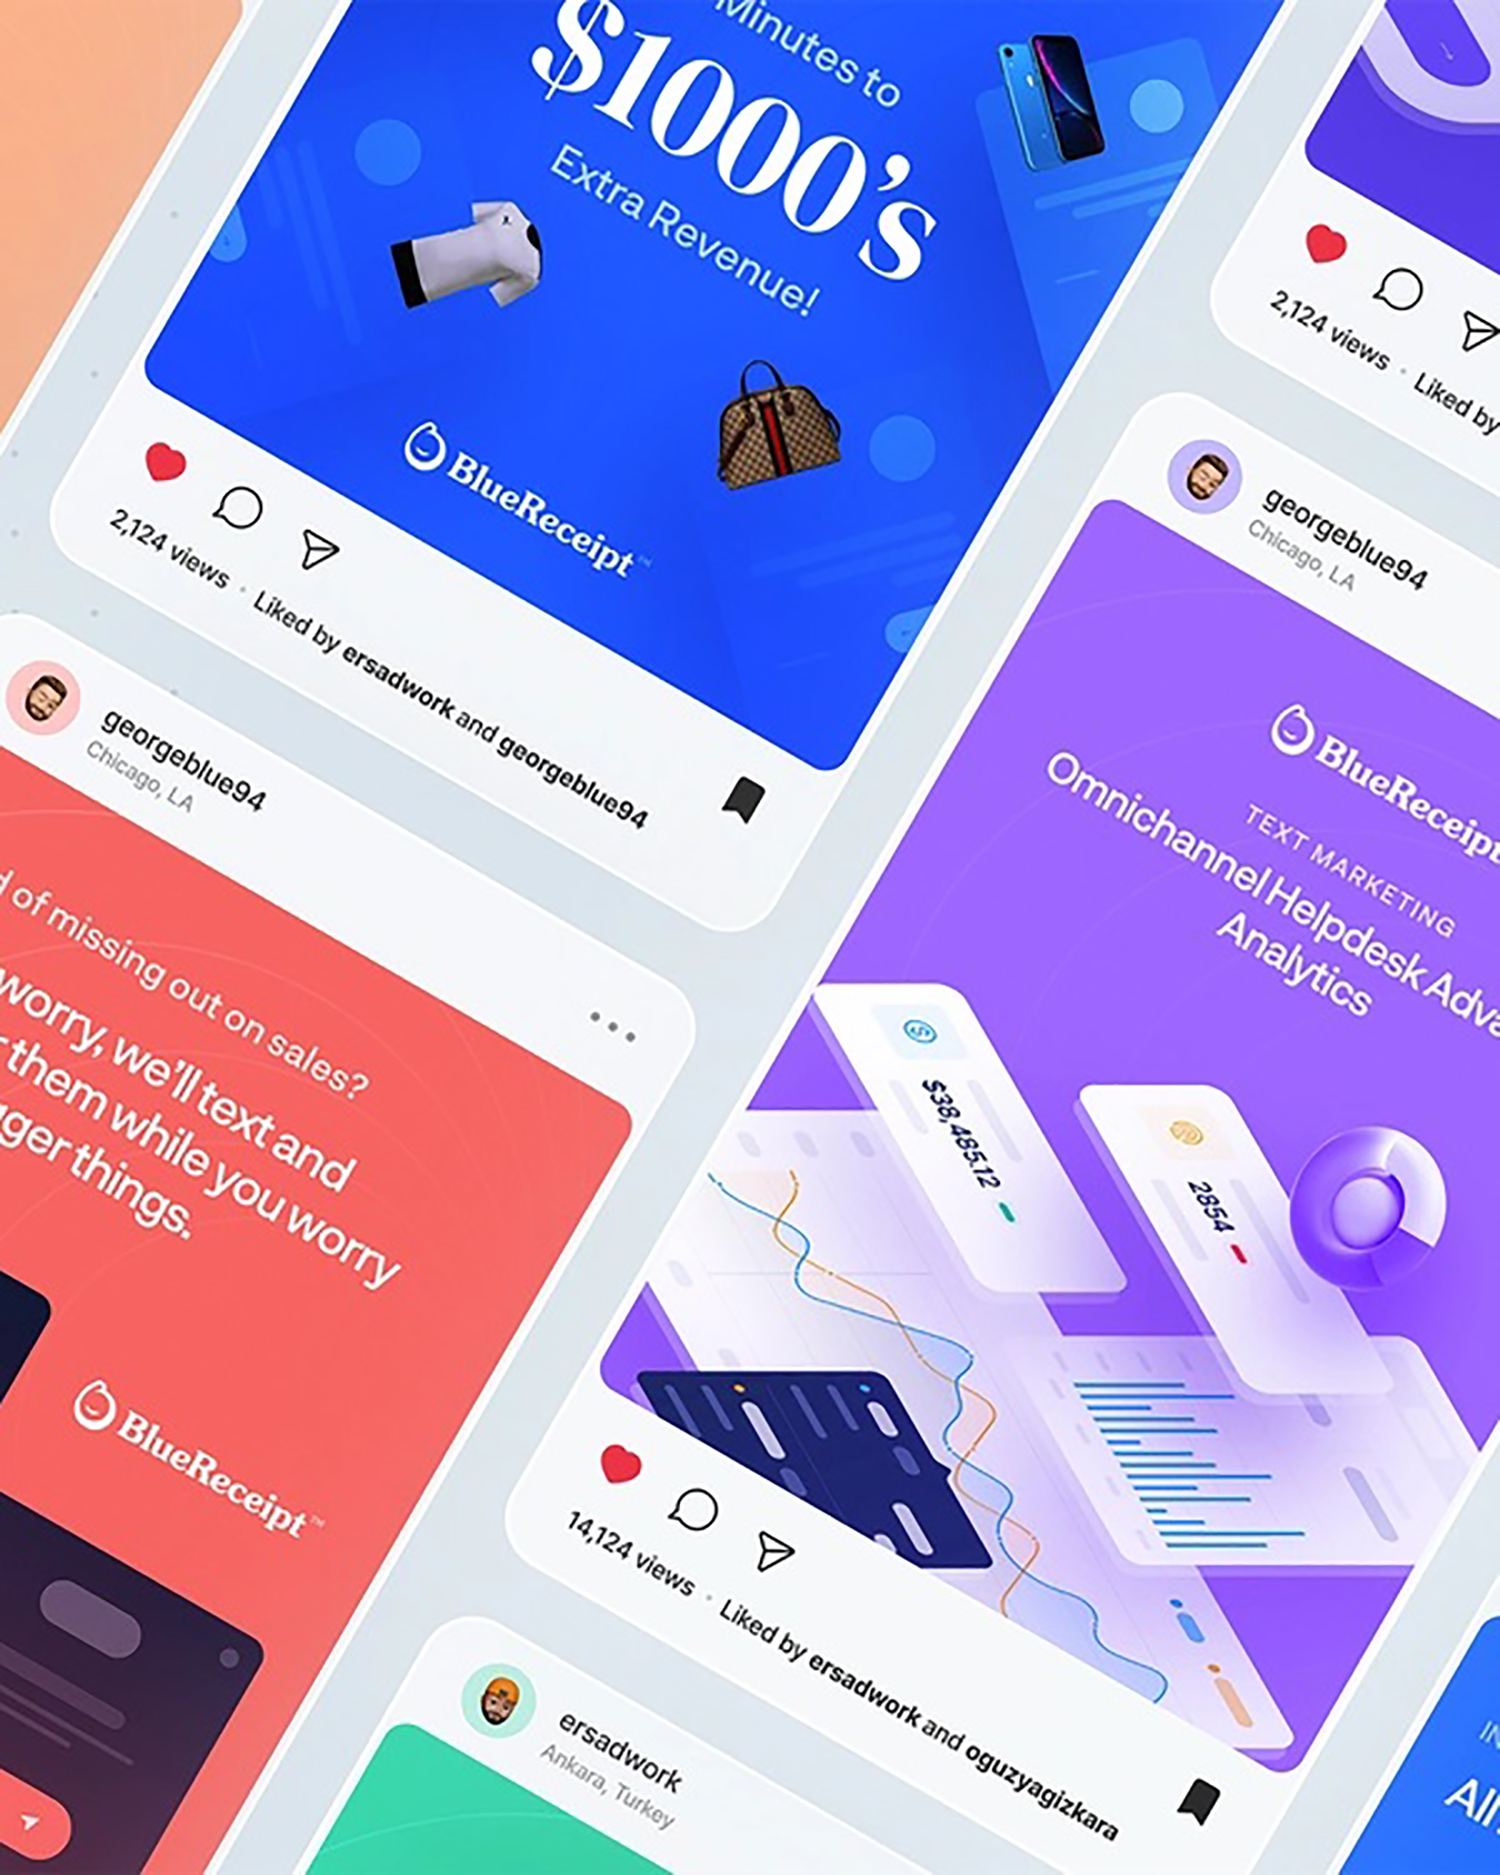 Minutes to
$1000's
Extra Revenue!
BlueReceipt
2,124 views · Liked by ersadwork and georgeblue94
georgeblue94
Chicago, LA
of missing out on sales?
worry, we'll text and
them while you worry
things.
BlueReceipt™
2,124 views · Liked by
georgeblue94
Chicago, LA
BlueReceipt
TEXT MARKETING
Omnichannel Helpdesk
Analytics
$38,485.12
2854
14,124 views · Liked by ersadwork and oguzyagizkara
ersadwork
Ankara, Turkey